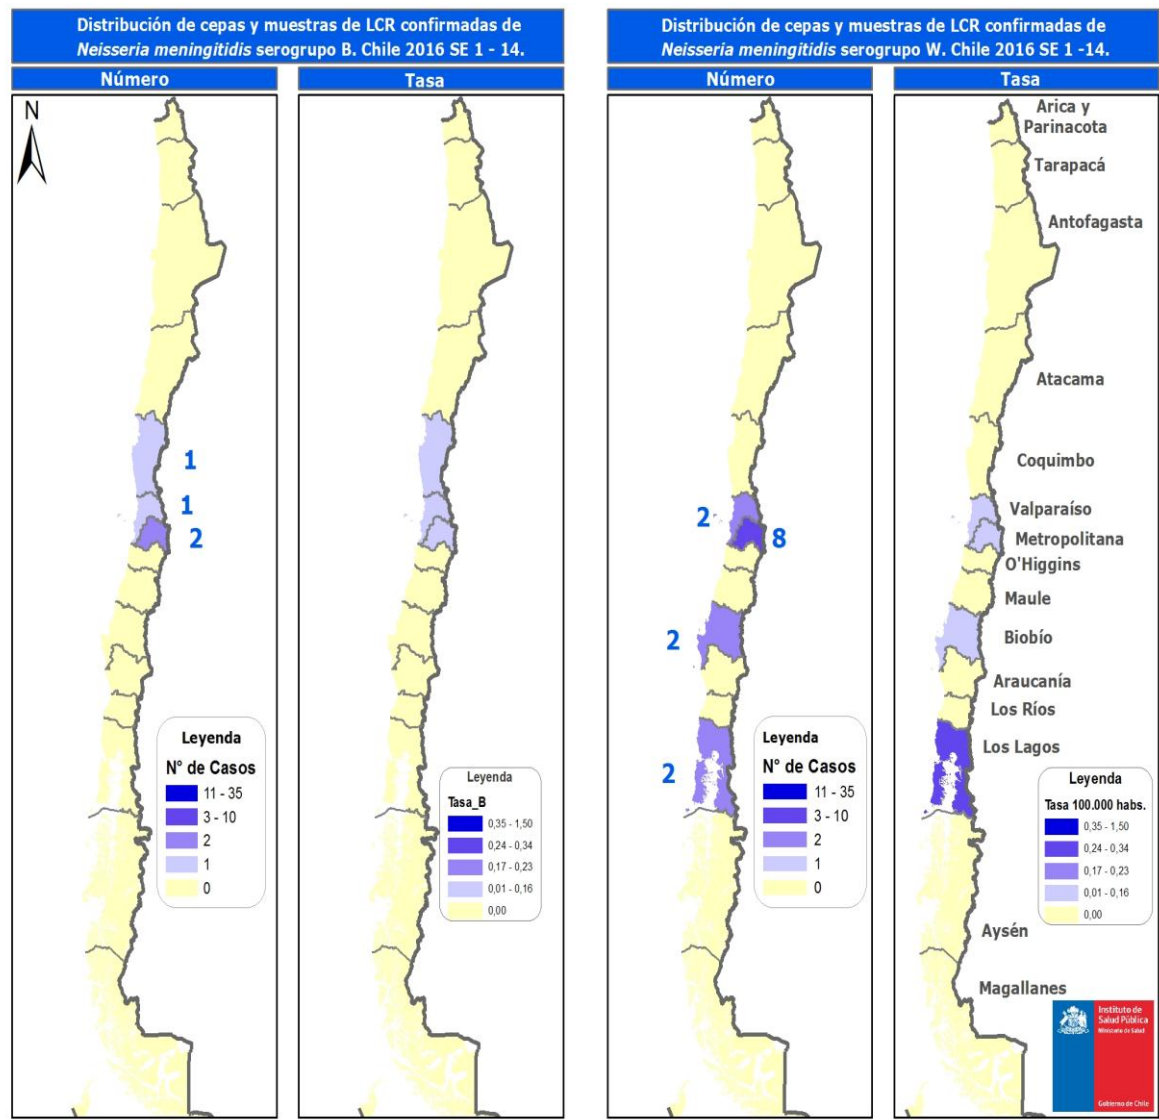 Distribución de cepas y muestras de LCR confirmadas de
Neisseria meningitidis serogrupo B. Chile 2016 SE 1 - 14.
Número
Tasa
N
1
1
2
Leyenda
N° de Casos
11 - 35
3 - 10
2
1
0
Leyenda
Tasa_B
0,35 - 1,50
0,24 - 0,34
0,17 - 0,23
0,01 - 0,16
0,00
Distribución de cepas y muestras de LCR confirmadas de
Neisseria meningitidis serogrupo W. Chile 2016 SE 1 -14.
Número
Tasa
2
8
2
2
Leyenda
N° de Casos
11 - 35
3 - 10
2
1
0
Arica y
Parinacota
Tarapacá
Antofagasta
Atacama
Coquimbo
Valparaíso
Metropolitana
O'Higgins
Maule
Biobío
Araucanía
Los Ríos
Los Lagos
Aysén
Magallanes
Leyenda
Tasa 100.000 habs.
0,35 - 1,50
0,24 - 0,34
0,17 - 0,23
0,01 - 0,16
0,00
Instituto de
Salud Pública
Ministerio de Salud
Gobierno de Chile